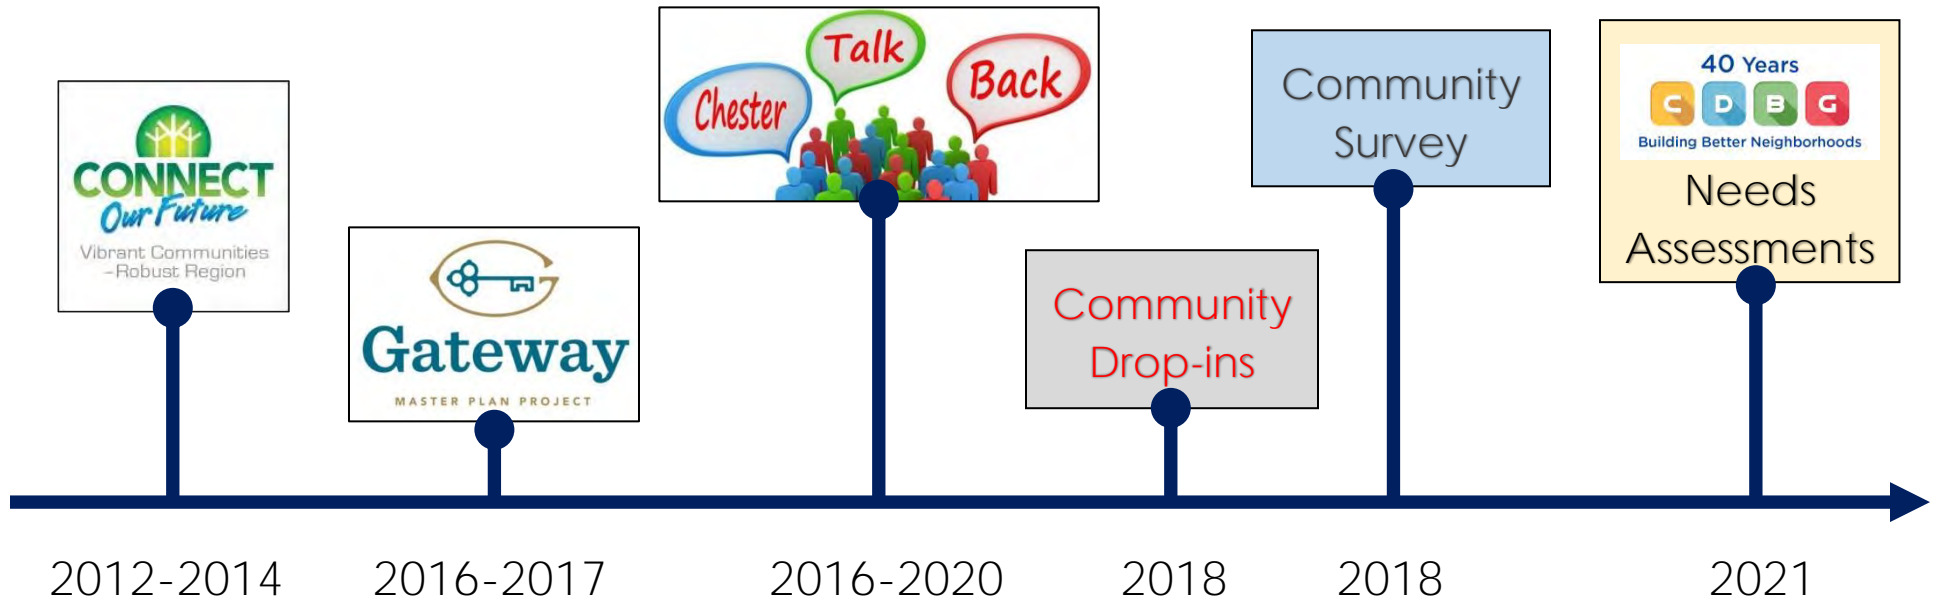 CONNECT
Our Future
Vibrant Communities
–Robust Region
2012-2014
Gateway
MASTER PLAN PROJECT
2016-2017
Chester
Talk
Back
2016-2020
Community
Drop-ins
2018
Community
Survey
2018
40 Years
C D B G
Building Better Neighborhoods
Needs
Assessments
2021